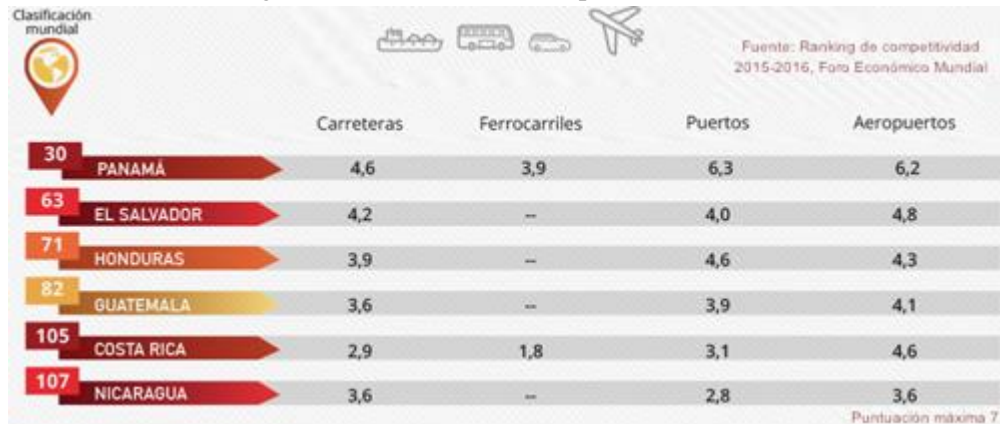 Clasificación
mundial
Fuente: Ranking de competitividad
2015-2016, Foro Económico Mundial
Carreteras Ferrocarriles Puertos Aeropuertos
30 PANAMÁ 4,6 3,9 6,3 6,2
63 EL SALVADOR 4,2 -- 4,0 4,8
71 HONDURAS 3,9 -- 4,6 4,3
82 GUATEMALA 3,6 -- 3,9 4,1
105 COSTA RICA 2,9 1,8 3,1 4,6
107 NICARAGUA 3,6 -- 2,8 3,6
Puntuación máxima 7